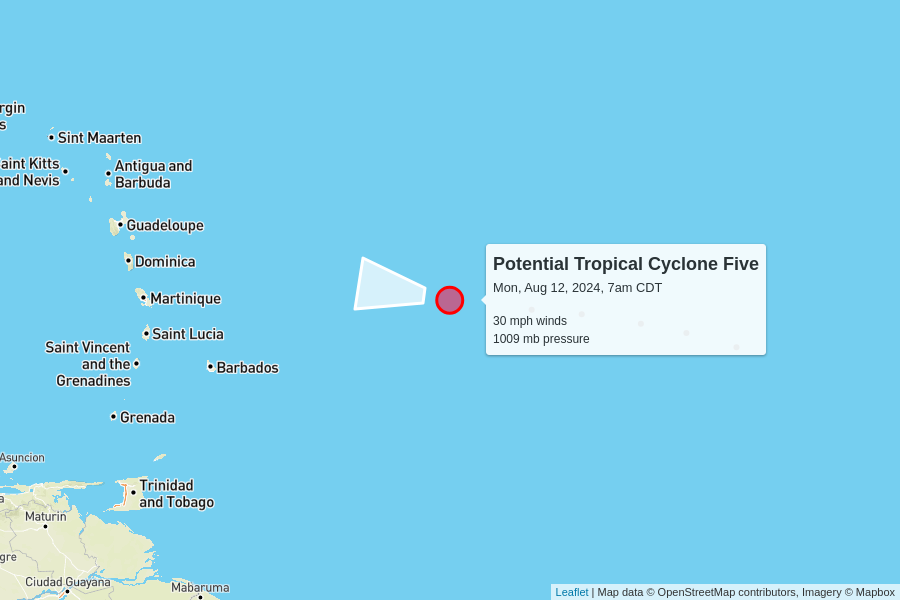 rgin
s
Sint Maarten
aint Kitts
and Nevis
Antigua and
Barbuda
Guadeloupe
Dominica
Martinique
Saint Lucia
Saint Vincent
and the
Grenadines
Barbados
Grenada
Asuncion
Trinidad
and Tobago
a
Maturin
gre
Ciudad Guayana
Mabaruma
Potential Tropical Cyclone Five
Mon, Aug 12, 2024, 7am CDT
30 mph winds
1009 mb pressure
Leaflet | Map data © OpenStreetMap contributors, Imagery © Mapbox